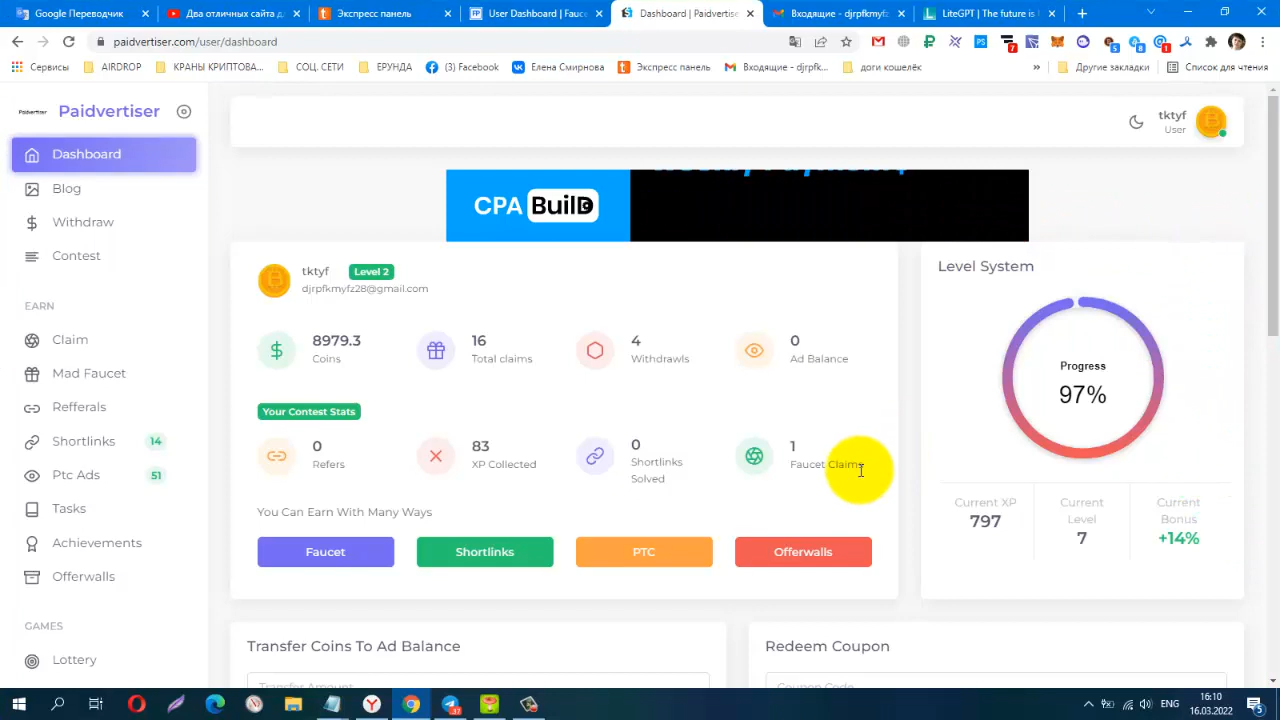 Google Переводчик
Два отличных сайта д
Экспресс панель
User Dashboard | Fauce
Dashboard | Paidvertise
Входящие - djrpfkmyfz
LiteGPT | The future is
paidvertiser.com/user/dashboard
Сервисы
AIRDROP
КРАНЫ КРИПТОВА...
СОЦ. СЕТИ
ЕРУНДА
(3) Facebook
Елена Смирнова
Экспресс панель
Входящие - djrpfk...
доги кошелёк
»
Другие закладки
Список для чтения
Paidvertiser
Paidvertiser
tktyf
User
Dashboard
Blog
Withdraw
Contest
EARN
Claim
Mad Faucet
Refferals
Shortlinks 14
Ptc Ads 51
Tasks
Achievements
Offerwalls
GAMES
Lottery
CPA BuilD
tktyf Level 2
djrpfkmyfz28@gmail.com
8979.3
Coins
16
Total claims
4
Withdrawls
0
Ad Balance
Your Contest Stats
0
Refers
83
XP Collected
0
Shortlinks
Solved
1
Faucet Claims
You Can Earn With Many Ways
Faucet
Shortlinks
PTC
Offerwalls
Level System
Progress
97%
Current XP
797
Current
Level
7
Current
Bonus
+14%
Transfer Coins To Ad Balance
Transfer Amount
Redeem Coupon
Coupon Code
ENG
16:10
16.03.2022